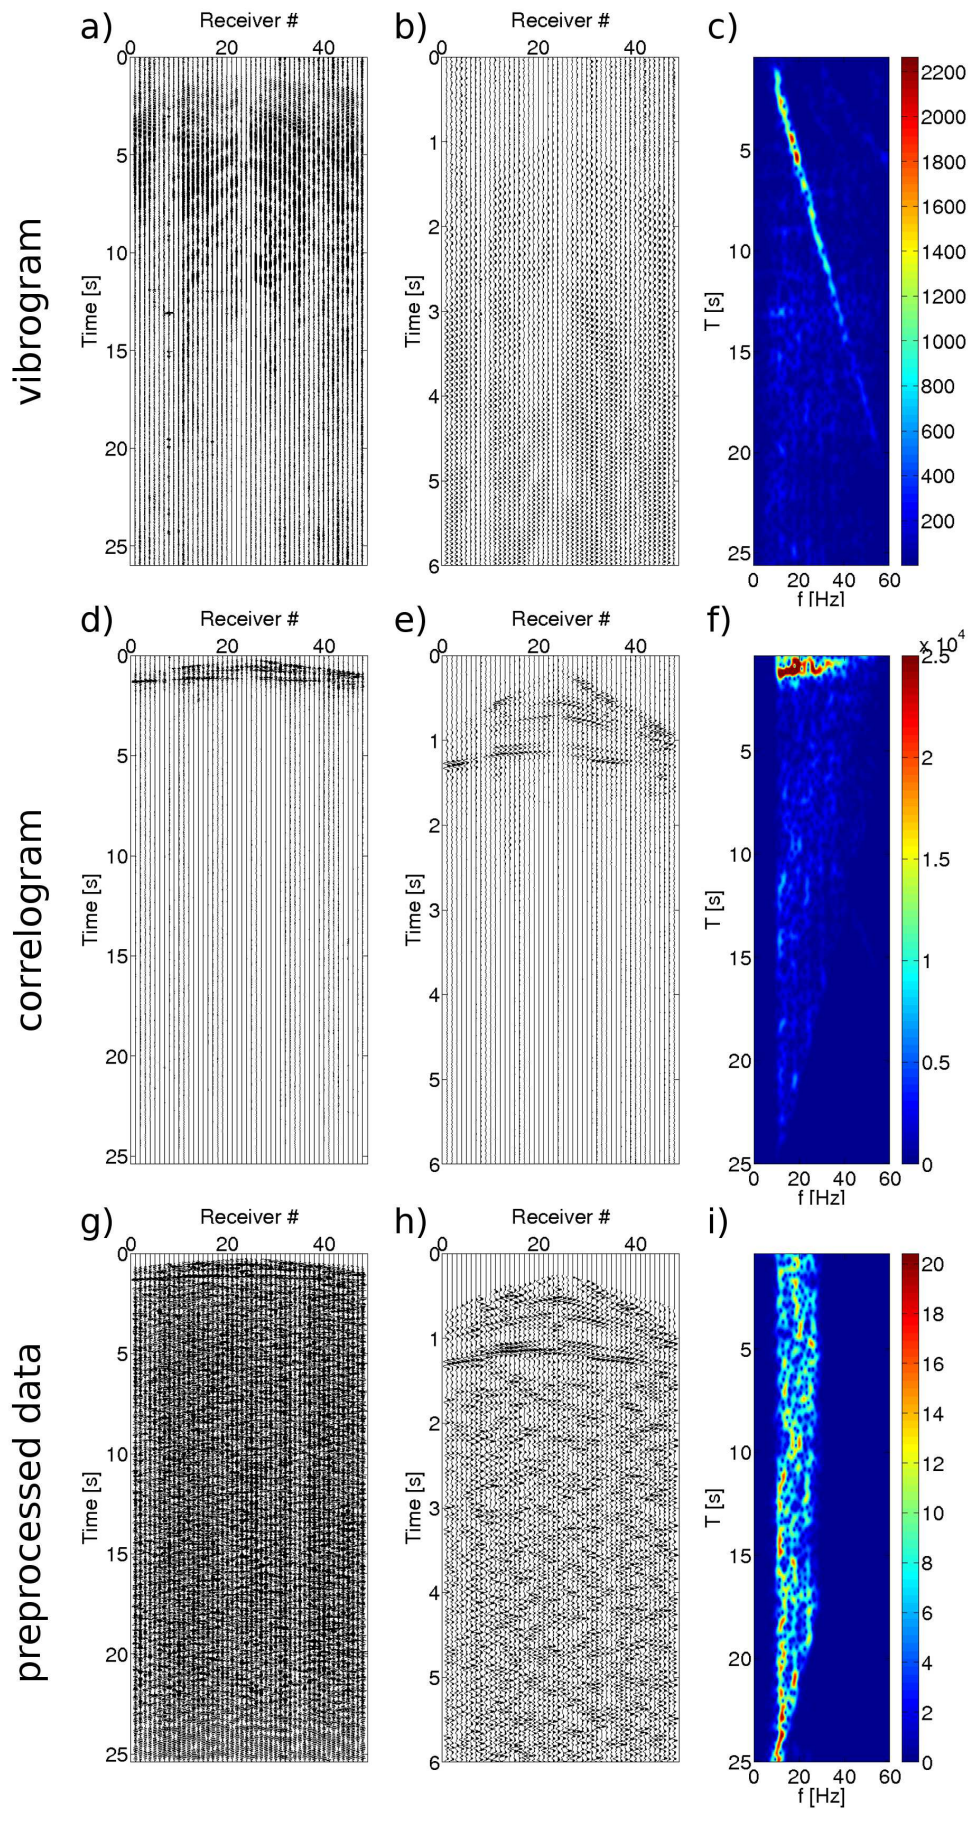 a) Receiver #
0 20 40
0
5
10
15
20
25
Time [s]
b) Receiver #
0 20 40
0
1
2
3
4
5
6
Time [s]
c)
5
10
15
20
25
T [s]
0 20 40 60
f [Hz]
2200
2000
1800
1600
1400
1200
1000
800
600
400
200
vibrogram
d) Receiver #
0 20 40
0
5
10
15
20
25
Time [s]
e) Receiver #
0 20 40
0
1
2
3
4
5
6
Time [s]
f)
5
10
15
20
25
T [s]
0 20 40 60
f [Hz]
x 10^4
2.5
2
1.5
1
0.5
0
correlogram
g) Receiver #
0 20 40
0
5
10
15
20
25
Time [s]
h) Receiver #
0 20 40
0
1
2
3
4
5
6
Time [s]
i)
5
10
15
20
25
T [s]
0 20 40 60
f [Hz]
20
18
16
14
12
10
8
6
4
2
0
preprocessed data